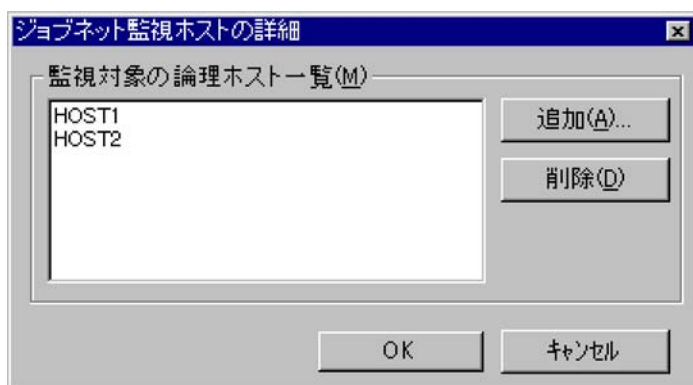 ジョブネット監視ホストの詳細
監視対象の論理ホスト一覧(M)
HOST1
HOST2
追加(A)...
削除(D)
OK
キャンセル